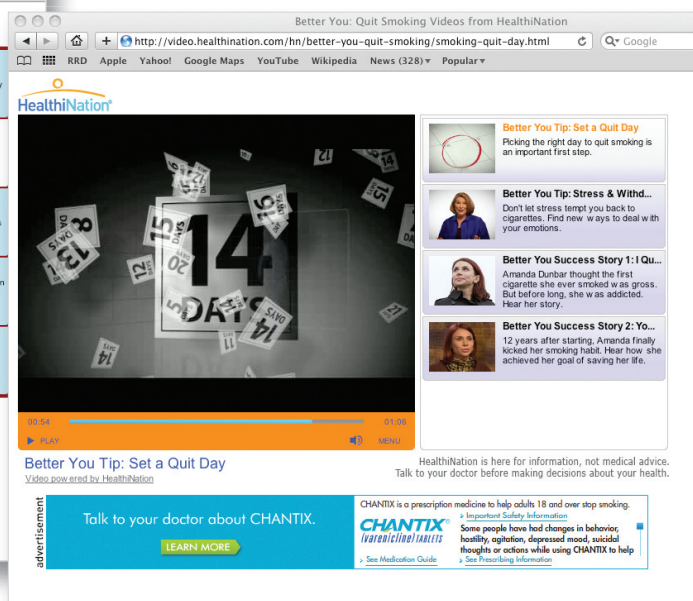 Better You: Quit Smoking Videos from HealthiNation
http://video.healthination.com/hn/better-you-quit-smoking/smoking-quit-day.html
Google
RRD Apple Yahoo! Google Maps YouTube Wikipedia News (328) Popular
HealthiNation®
14
DAYS
Better You Tip: Set a Quit Day
Picking the right day to quit smoking is
an important first step.
Better You Tip: Stress & Withd...
Don't let stress tempt you back to
cigarettes. Find new ways to deal with
your emotions.
Better You Success Story 1: I Qu...
Amanda Dunbar thought the first
cigarette she ever smoked was gross.
But before long, she was addicted.
Hear her story.
Better You Success Story 2: Yo...
12 years after starting, Amanda finally
kicked her smoking habit. Hear how she
achieved her goal of saving her life.
00:54 01:06
PLAY MENU
Better You Tip: Set a Quit Day
Video powered by HealthiNation
HealthiNation is here for information, not medical advice.
Talk to your doctor before making decisions about your health.
advertisement
Talk to your doctor about CHANTIX.
LEARN MORE
CHANTIX is a prescription medicine to help adults 18 and over stop smoking.
CHANTIX®
(varenicline) TABLETS
> See Medication Guide
> Important Safety Information
Some people have had changes in behavior,
hostility, agitation, depressed mood, suicidal
thoughts or actions while using CHANTIX to help
> See Prescribing Information